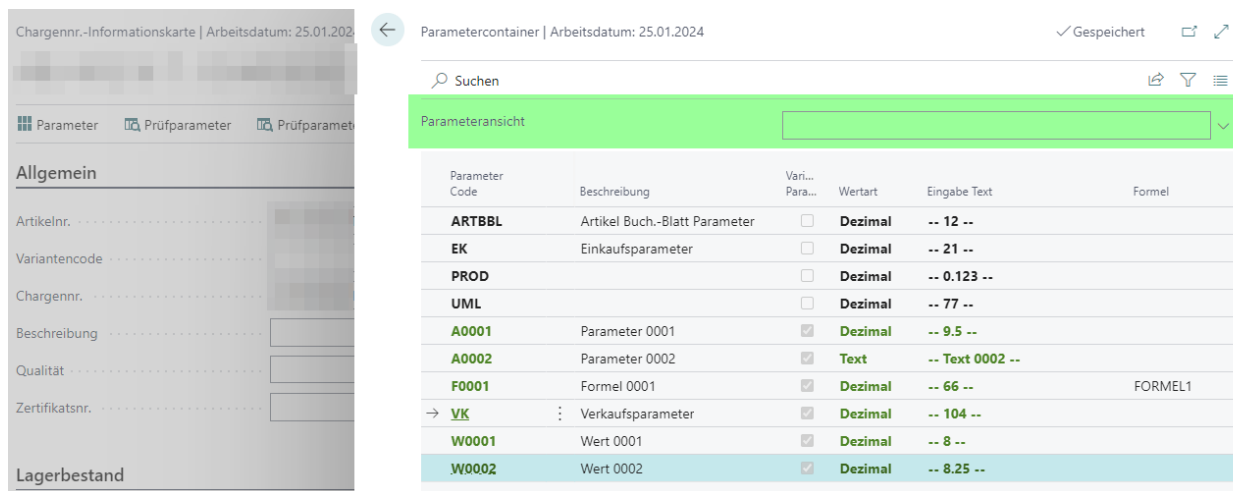 Chargennr.-Informationskarte | Arbeitsdatum: 25.01.202
Parameter Prüfparameter Prüfparamet
Allgemein
Artikelnr.
Variantencode
Chargennr.
Beschreibung
Qualität
Zertifikatsnr.
Lagerbestand
Parametercontainer | Arbeitsdatum: 25.01.2024 Gespeichert
Suchen
Parameteransicht
Parameter Code Beschreibung Vari... Para... Wertart Eingabe Text Formel
ARTBBL Artikel Buch.-Blatt Parameter Dezimal -- 12 --
EK Einkaufsparameter Dezimal -- 21 --
PROD Dezimal -- 0.123 --
UML Dezimal -- 77 --
A0001 Parameter 0001 Dezimal -- 9.5 --
A0002 Parameter 0002 Text -- Text 0002 --
F0001 Formel 0001 Dezimal -- 66 -- FORMEL1
VK Verkaufsparameter Dezimal -- 104 --
W0001 Wert 0001 Dezimal -- 8 --
W0002 Wert 0002 Dezimal -- 8.25 --